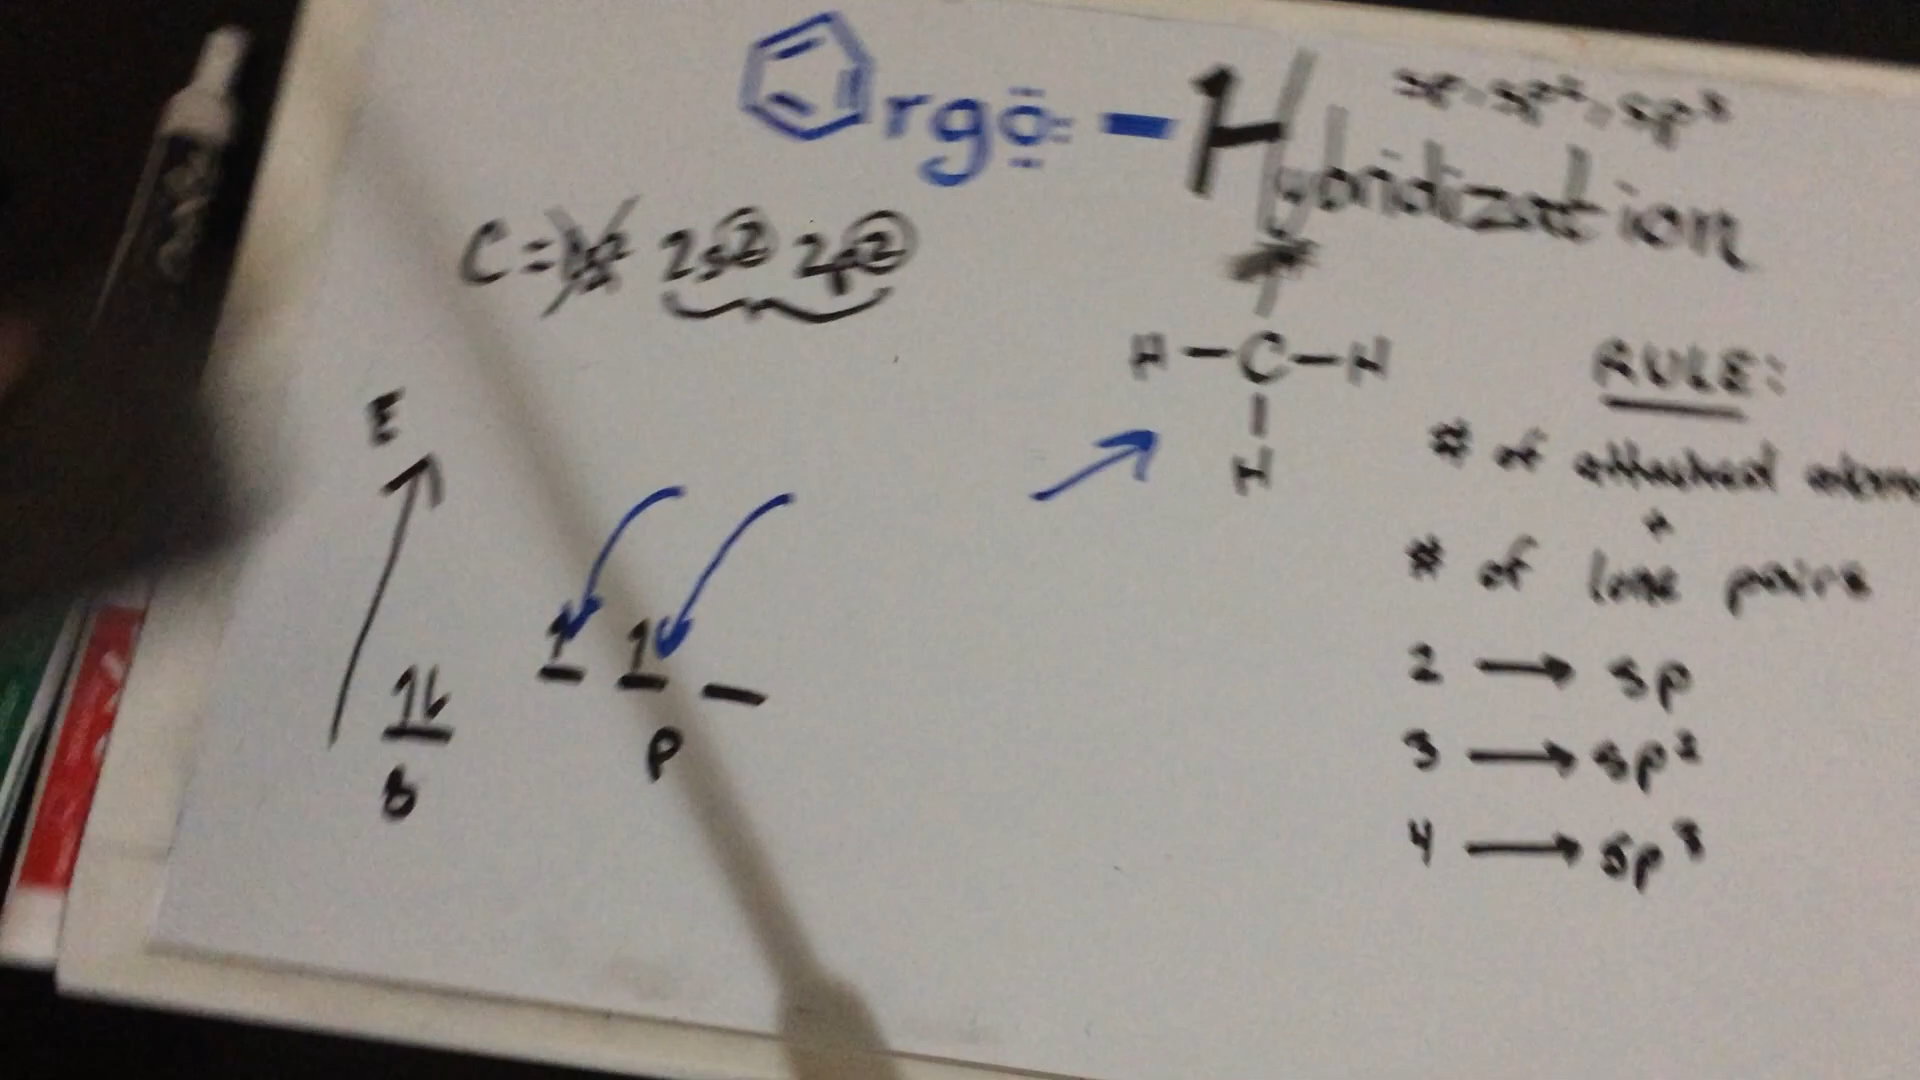 Orgo - Hybridization
sp, sp², sp³
C = 1s² 2s² 2p²
H-C-H
H
E
s
p
RULE:
# of attached
+
# of lone pairs
2 → sp
3 → sp²
4 → sp³